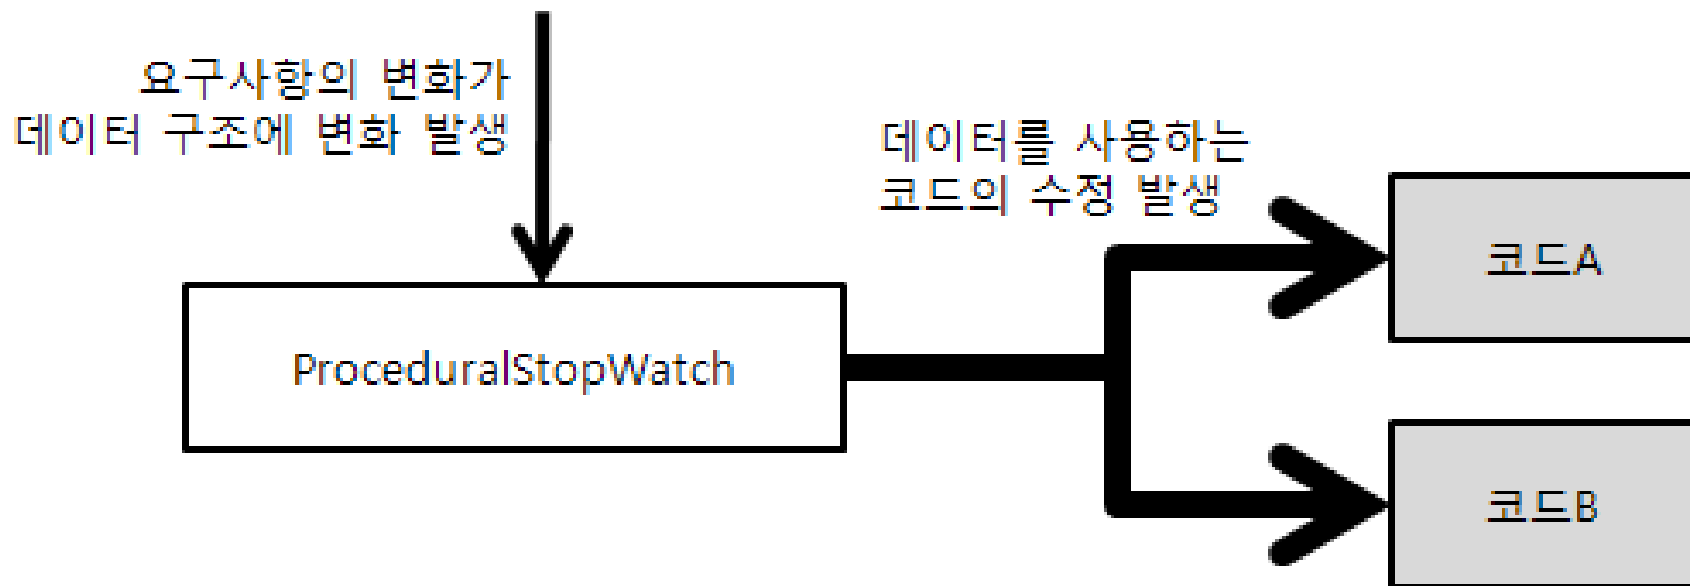 요구사항의 변화가
데이터 구조에 변화 발생
데이터를 사용하는
코드의 수정 발생
코드A
ProceduralStopWatch
코드B